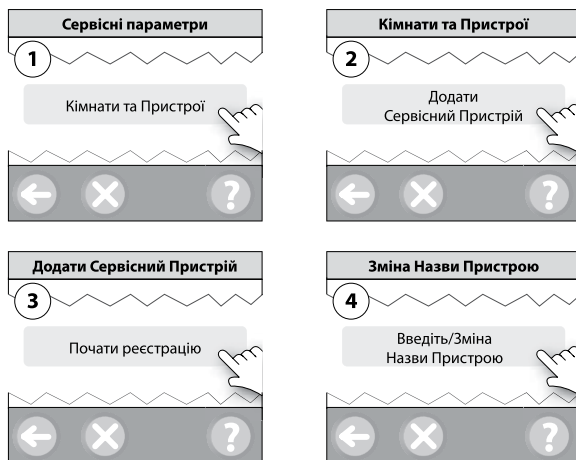 Сервісні параметри
1
Кімнати та Пристрої
?
Кімнати та Пристрої
2
Додати
Сервісний Пристрій
?
Додати Сервісний Пристрій
3
Почати реєстрацію
?
Зміна Назви Пристрою
4
Введіть/Зміна
Назви Пристрою
?